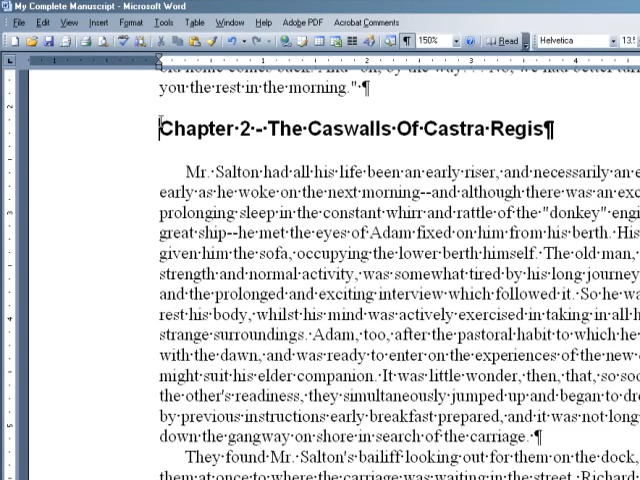 My Complete Manuscript - Microsoft Word
File Edit View Insert Format Tools Table Window Help Adobe PDF Acrobat Comments
150% Read Helvetica 13.5
1 1 2 3 4
you the rest in the morning." ¶
Chapter 2 - The Caswalls Of Castra Regis¶
Mr. Salton had all his life been an early riser, and necessarily an e
early as he woke on the next morning--and although there was an exc
prolonging sleep in the constant whirr and rattle of the "donkey" engi
great ship--he met the eyes of Adam fixed on him from his berth. His
given him the sofa, occupying the lower berth himself. The old man,
strength and normal activity, was somewhat tired by his long journey
and the prolonged and exciting interview which followed it. So he wa
rest his body, whilst his mind was actively exercised in taking in all h
strange surroundings. Adam, too, after the pastoral habit to which he
with the dawn, and was ready to enter on the experiences of the new
might suit his elder companion. It was little wonder, then, that, so soo
the other's readiness, they simultaneously jumped up and began to dre
by previous instructions early breakfast prepared, and it was not long
down the gangway on shore in search of the carriage. ¶
They found Mr. Salton's bailiff looking out for them on the dock,
them at once to where the carriage was waiting in the street. Richard